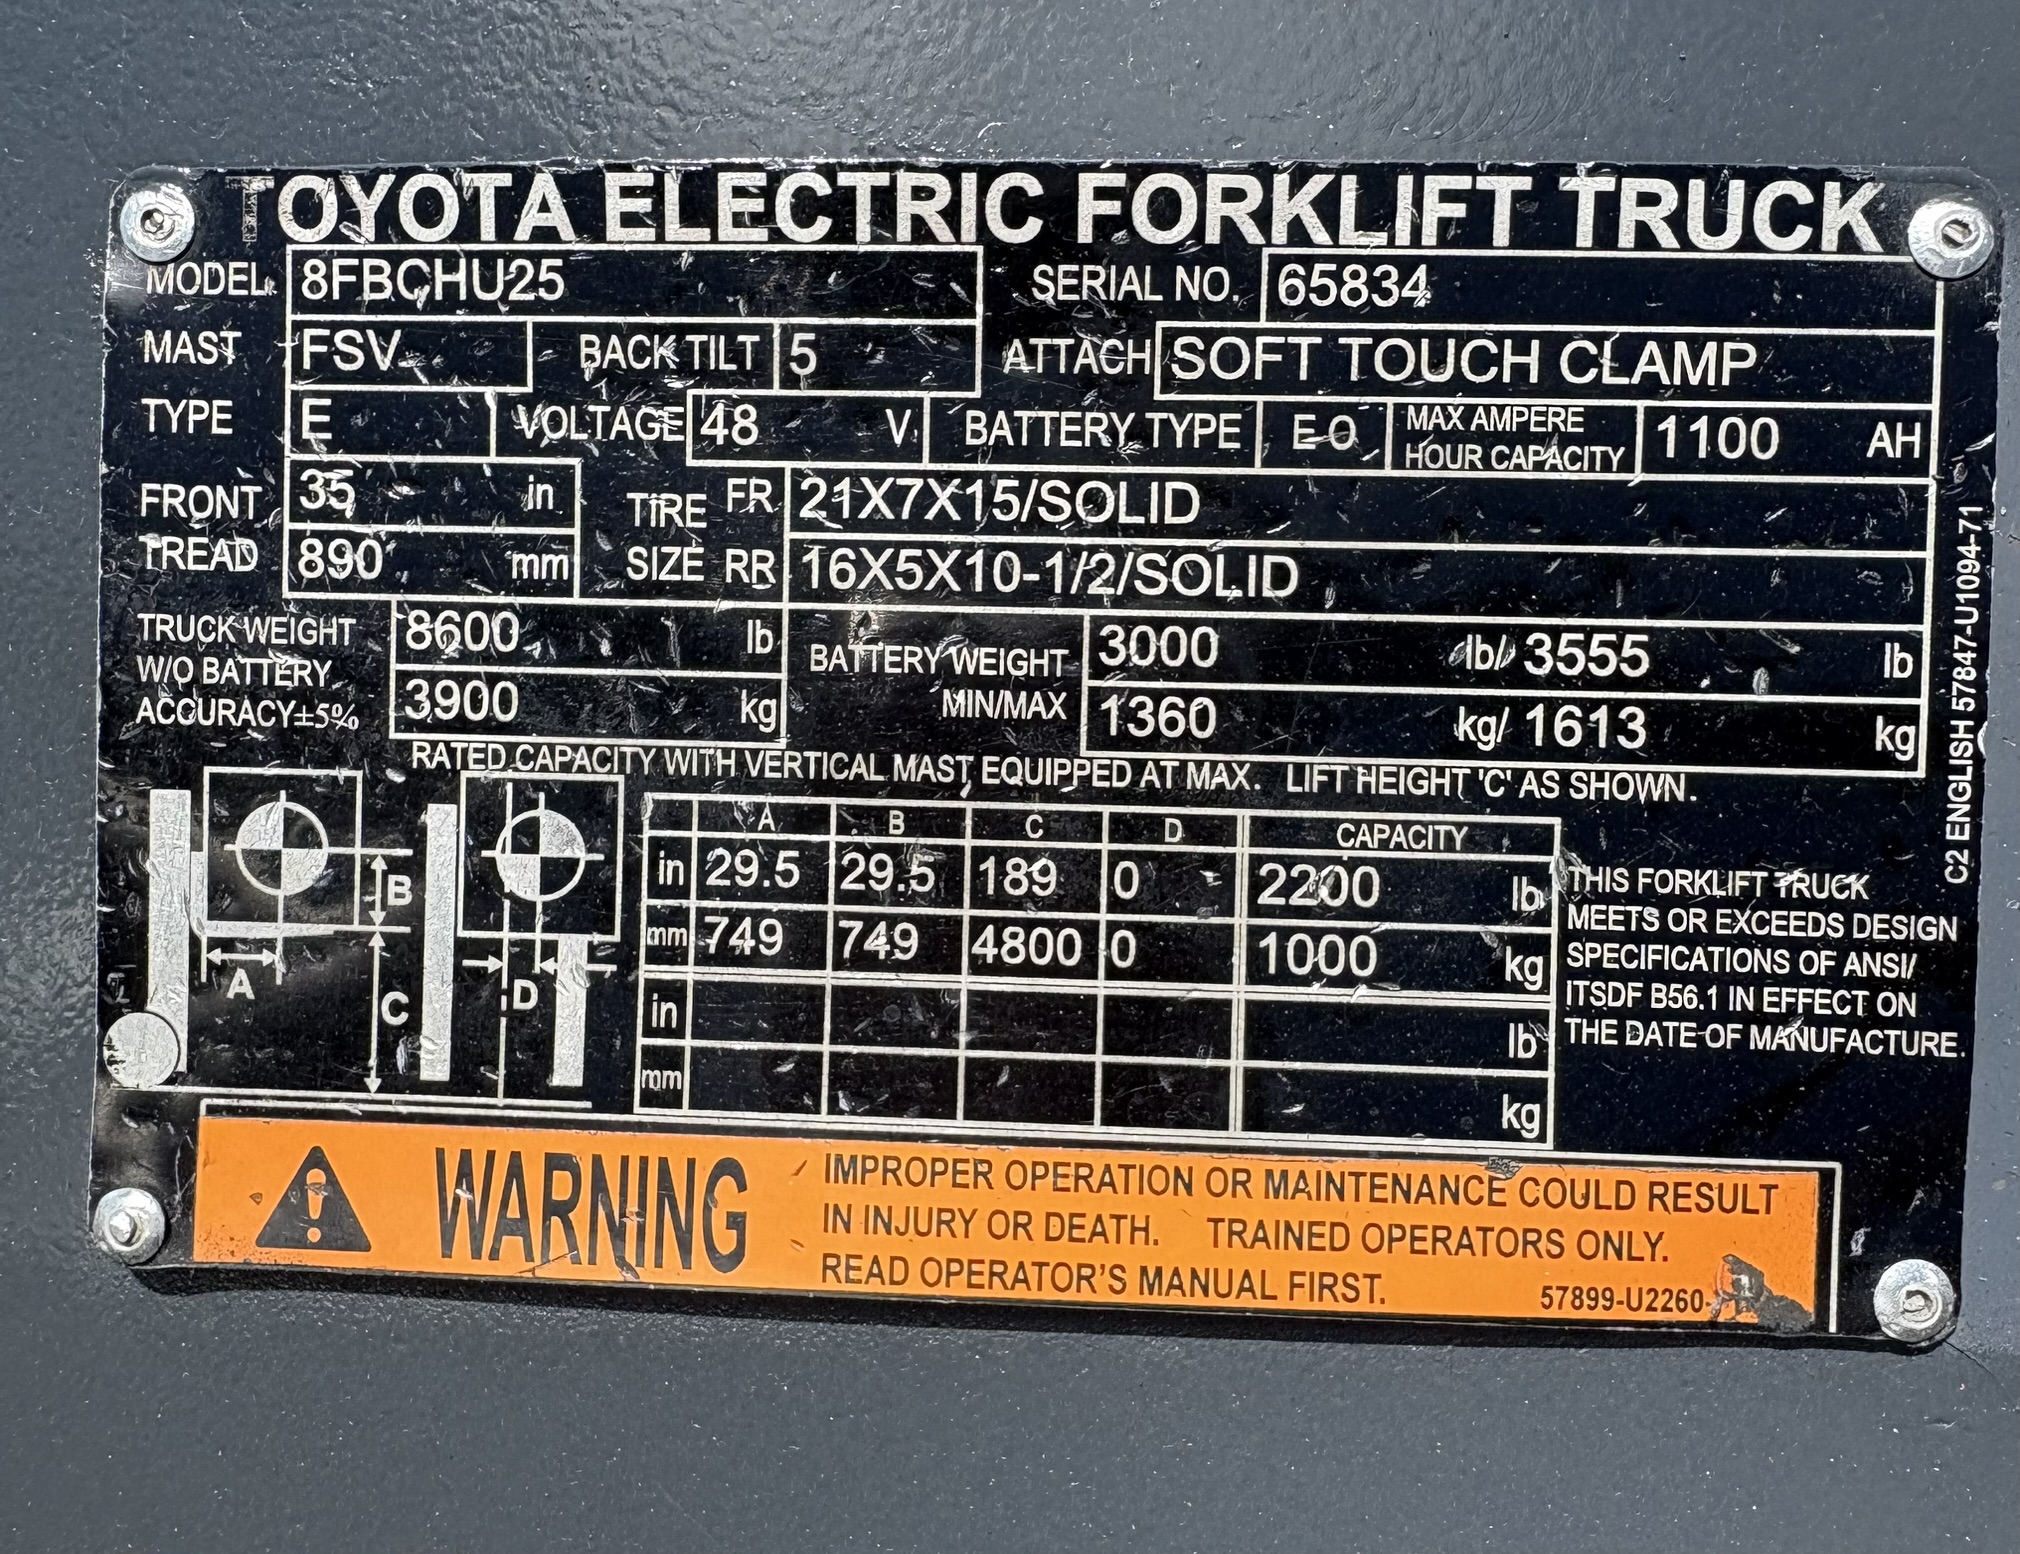 TOYOTA ELECTRIC FORKLIFT TRUCK
MODEL 8FBCHU25 SERIAL NO. 65834
MAST FSV BACK TILT 5 ATTACH SOFT TOUCH CLAMP
TYPE E VOLTAGE 48 V BATTERY TYPE E-O MAX AMPERE HOUR CAPACITY 1100 AH
FRONT TREAD 35 in TIRE SIZE FR 21X7X15/SOLID
890 mm RR 16X5X10-1/2/SOLID
TRUCK WEIGHT 8600 lb BATTERY WEIGHT 3000 lb/ 3555 lb
W/O BATTERY
ACCURACY±5% 3900 kg MIN/MAX 1360 kg/ 1613 kg
RATED CAPACITY WITH VERTICAL MAST EQUIPPED AT MAX. LIFT HEIGHT 'C' AS SHOWN.
A B C D
A B C D CAPACITY
in 29.5 29.5 189 0 2200 lb
mm 749 749 4800 0 1000 kg
in lb
mm kg
THIS FORKLIFT TRUCK
MEETS OR EXCEEDS DESIGN
SPECIFICATIONS OF ANSI/
ITSDF B56.1 IN EFFECT ON
THE DATE OF MANUFACTURE.
C2 ENGLISH 57847-U1094-71
WARNING
IMPROPER OPERATION OR MAINTENANCE COULD RESULT
IN INJURY OR DEATH. TRAINED OPERATORS ONLY.
READ OPERATOR'S MANUAL FIRST.
57899-U2260-